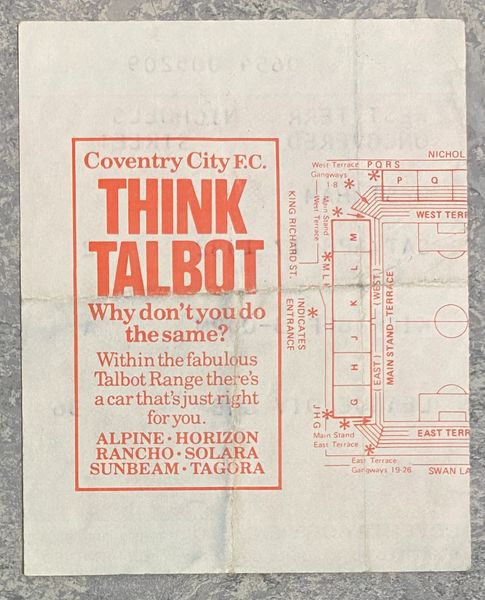 Coventry City F.C.
THINK
TALBOT
Why don't you do
the same?
Within the fabulous
Talbot Range there's
a car that's just right
for you.
ALPINE · HORIZON
RANCHO · SOLARA
SUNBEAM · TAGORA
NICHOL
West Terrace P Q R S
Gangways
1-8
P Q
Main Stand
West Terrace
WEST TERR
KING RICHARD ST.
M L K
M
L
K
J
H
G
(EAST) (WEST)
MAIN STAND-TERRACE
INDICATES
ENTRANCE
J H G
Main Stand
East Terrace
EAST TERR
East Terrace
Gangways 19-26
SWAN LA